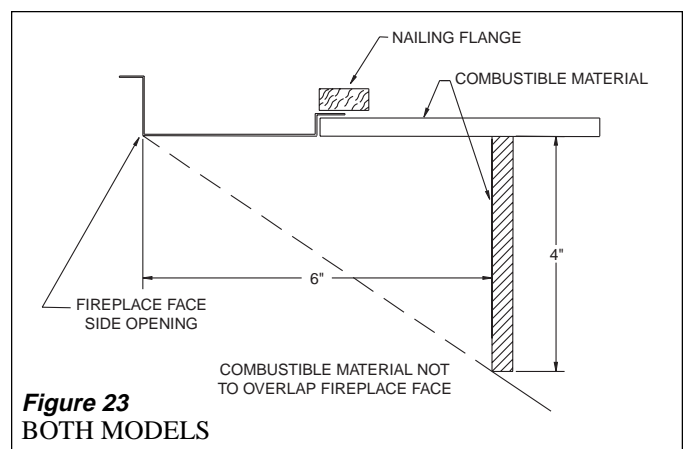 NAILING FLANGE
COMBUSTIBLE MATERIAL
4"
6"
FIREPLACE FACE
SIDE OPENING
COMBUSTIBLE MATERIAL NOT
TO OVERLAP FIREPLACE FACE
Figure 23
BOTH MODELS